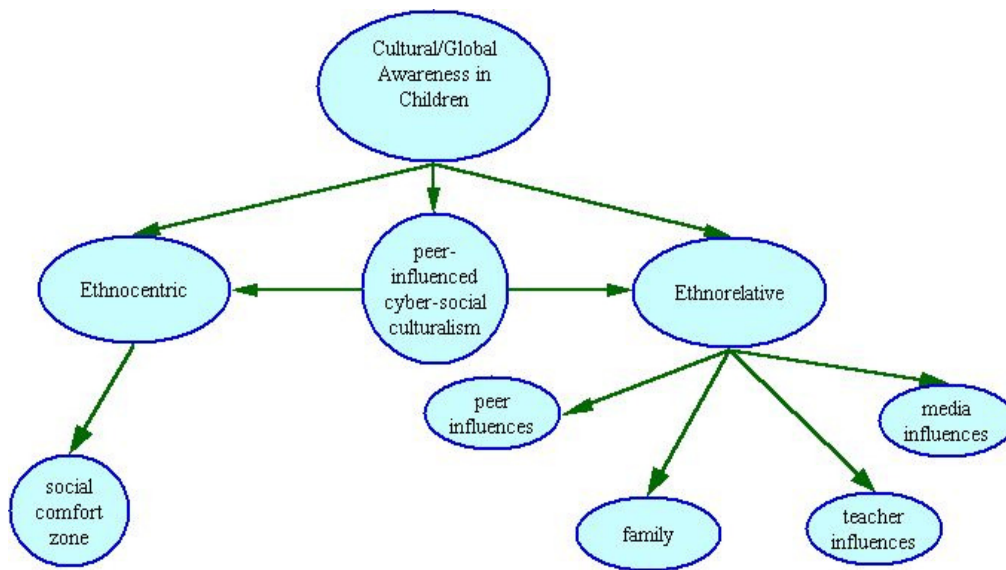 Cultural/Global
Awareness in
Children
Ethnocentric
peer-
influenced
cyber-social
culturalism
Ethnorelative
peer
influences
media
influences
social
comfort
zone
family
teacher
influences